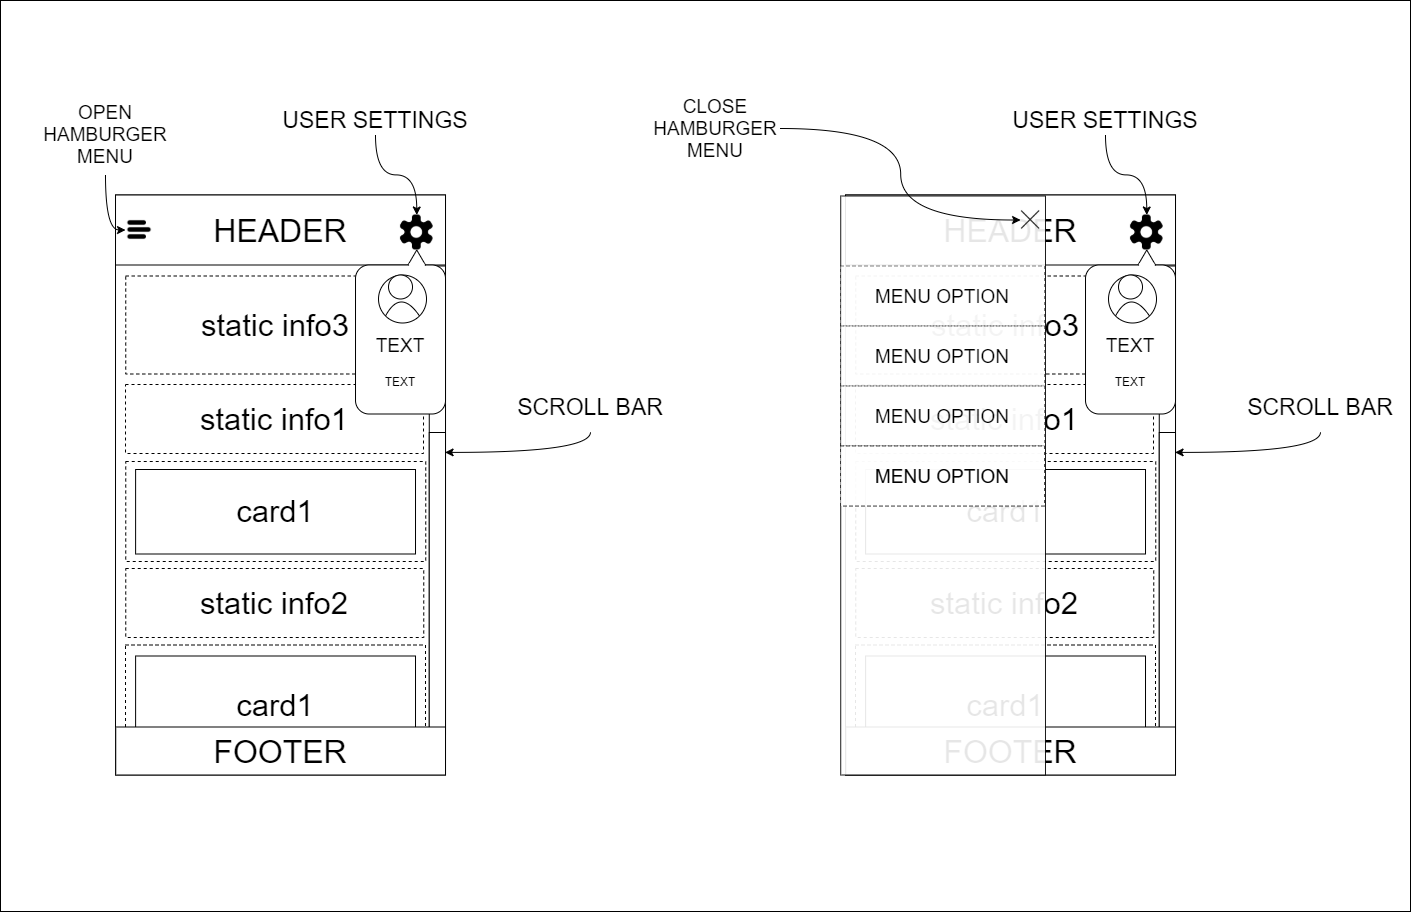 OPEN
HAMBURGER
MENU
USER SETTINGS
HEADER
static info3
TEXT
TEXT
static info1
SCROLL BAR
card1
static info2
card1
FOOTER
CLOSE
HAMBURGER
MENU
USER SETTINGS
HEADER
MENU OPTION
static info3
TEXT
MENU OPTION
TEXT
MENU OPTION
static info1
SCROLL BAR
MENU OPTION
card1
static info2
card1
FOOTER